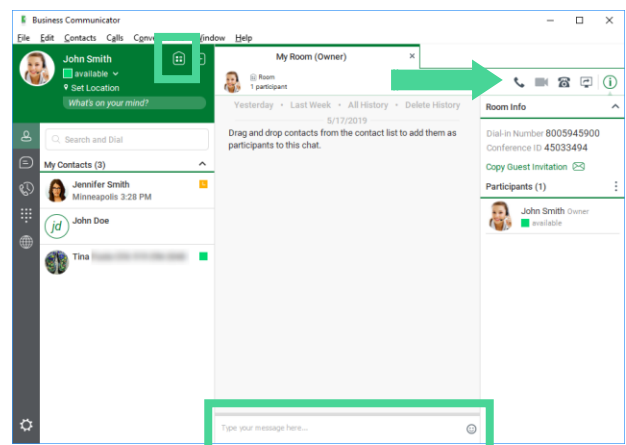 Business Communicator
File Edit Contacts Calls Window Help
John Smith
available
Set Location
What's on your mind?
Search and Dial
My Contacts (3)
Jennifer Smith
Minneapolis 3:28 PM
jd John Doe
Tina
My Room (Owner)
Room
1 participant
Yesterday • Last Week • All History • Delete History
5/17/2019
Drag and drop contacts from the contact list to add them as
participants to this chat.
Type your message here...
Room Info
Dial-in Number 8005945900
Conference ID 45033494
Copy Guest Invitation
Participants (1)
John Smith Owner
available